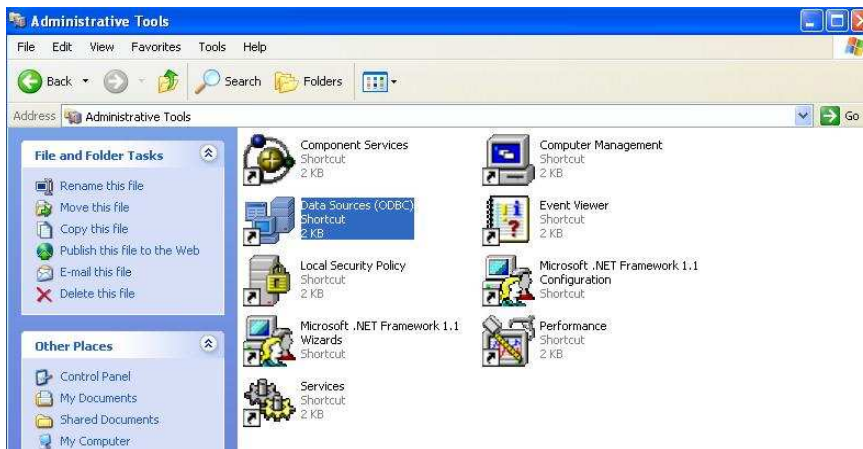 Administrative Tools
File Edit View Favorites Tools Help
Back Search Folders
Address Administrative Tools Go
File and Folder Tasks
Rename this file
Move this file
Copy this file
Publish this file to the Web
E-mail this file
Delete this file
Other Places
Control Panel
My Documents
Shared Documents
My Computer
Component Services
Shortcut
2 KB
Computer Management
Shortcut
2 KB
Data Sources (ODBC)
Shortcut
2 KB
Event Viewer
Shortcut
2 KB
Local Security Policy
Shortcut
2 KB
Microsoft .NET Framework 1.1
Configuration
Shortcut
Microsoft .NET Framework 1.1
Wizards
Shortcut
Performance
Shortcut
2 KB
Services
Shortcut
2 KB